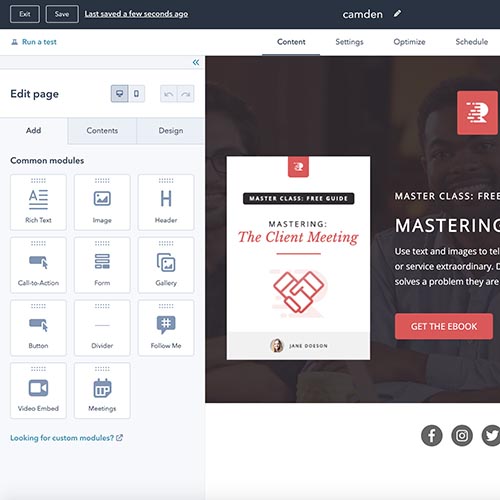 Exit
Save
Last saved a few seconds ago
camden
Run a test
Content
Settings
Optimize
Schedule
«
Edit page
Add
Contents
Design
Common modules
Rich Text
Image
Header
Call-to-Action
Form
Gallery
Button
Divider
Follow Me
Video Embed
Meetings
Looking for custom modules?
MASTER CLASS: FREE GUIDE
MASTERING:
The Client Meeting
JANE DOESON
MASTER CLASS: FREE
MASTERING
Use text and images to tel
or service extraordinary. D
solves a problem they are
GET THE EBOOK